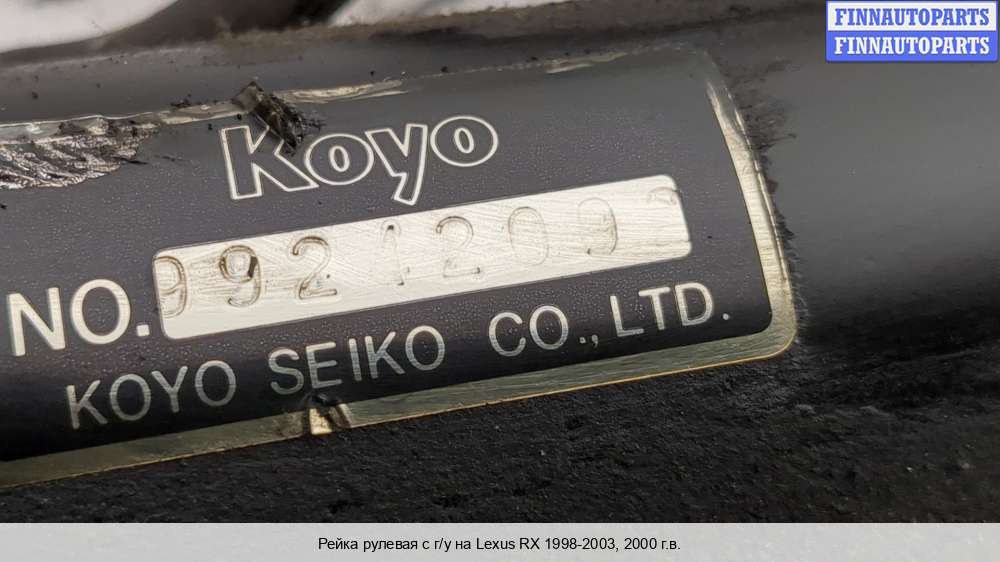 FINNAUTOPARTS
FINNAUTOPARTS
Koyo
NO. 9921209
KOYO SEIKO CO., LTD.
Рейка рулевая с г/у на Lexus RX 1998-2003, 2000 г.в.